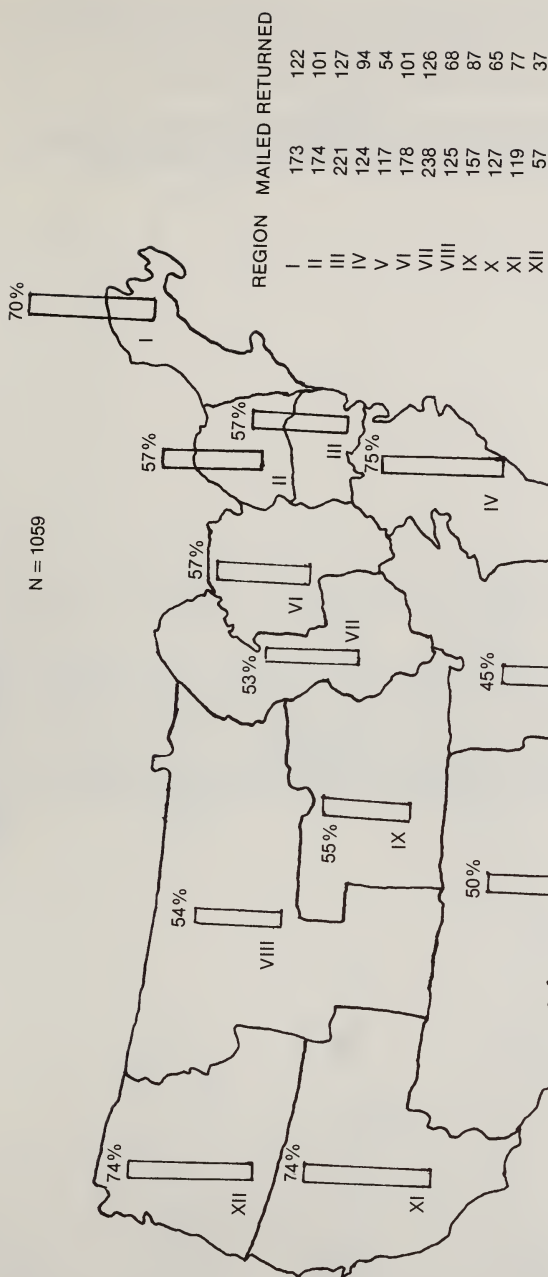 N = 1059
REGION MAILED RETURNED
I 173 122
II 174 101
III 221 127
IV 124 94
V 117 54
VI 178 101
VII 238 126
VIII 125 68
IX 157 87
X 127 65
XI 119 77
XII 57 37
70%
I
57%
II
57%
III
75%
IV
57%
VI
53%
VII
45%
54%
VIII
55%
IX
50%
74%
XII
74%
XI